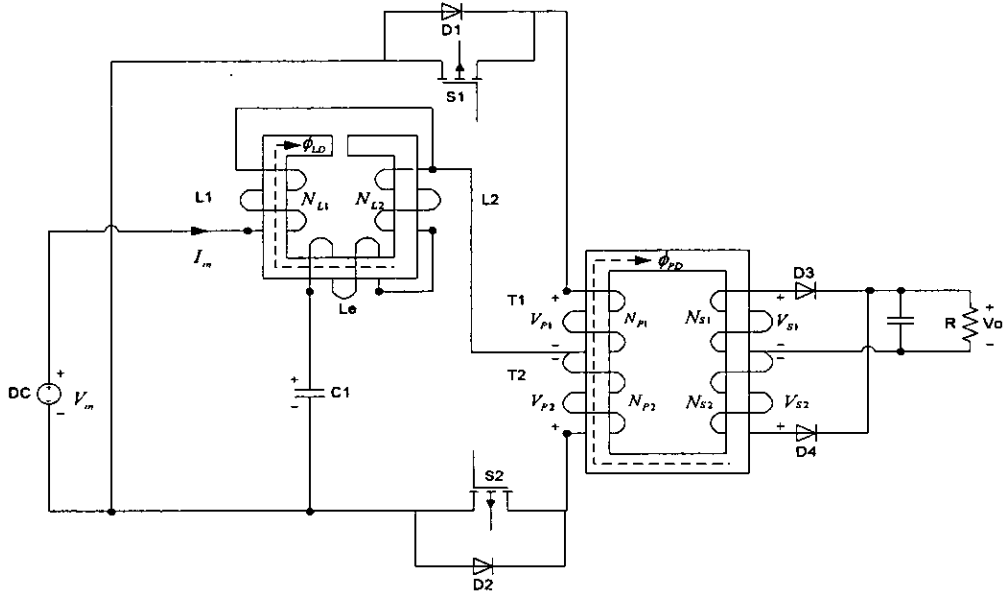 D1
S1
ϕLD
L1
NL1
NL2
L2
Iin
Le
ϕPD
D3
T1
+
VP1
NP1
NS1
+
VS1
R
+
Vo
−
−
−
T2
−
−
DC
+
−
Vin
+
C1
−
VP2
NP2
NS2
VS2
+
+
D4
S2
D2